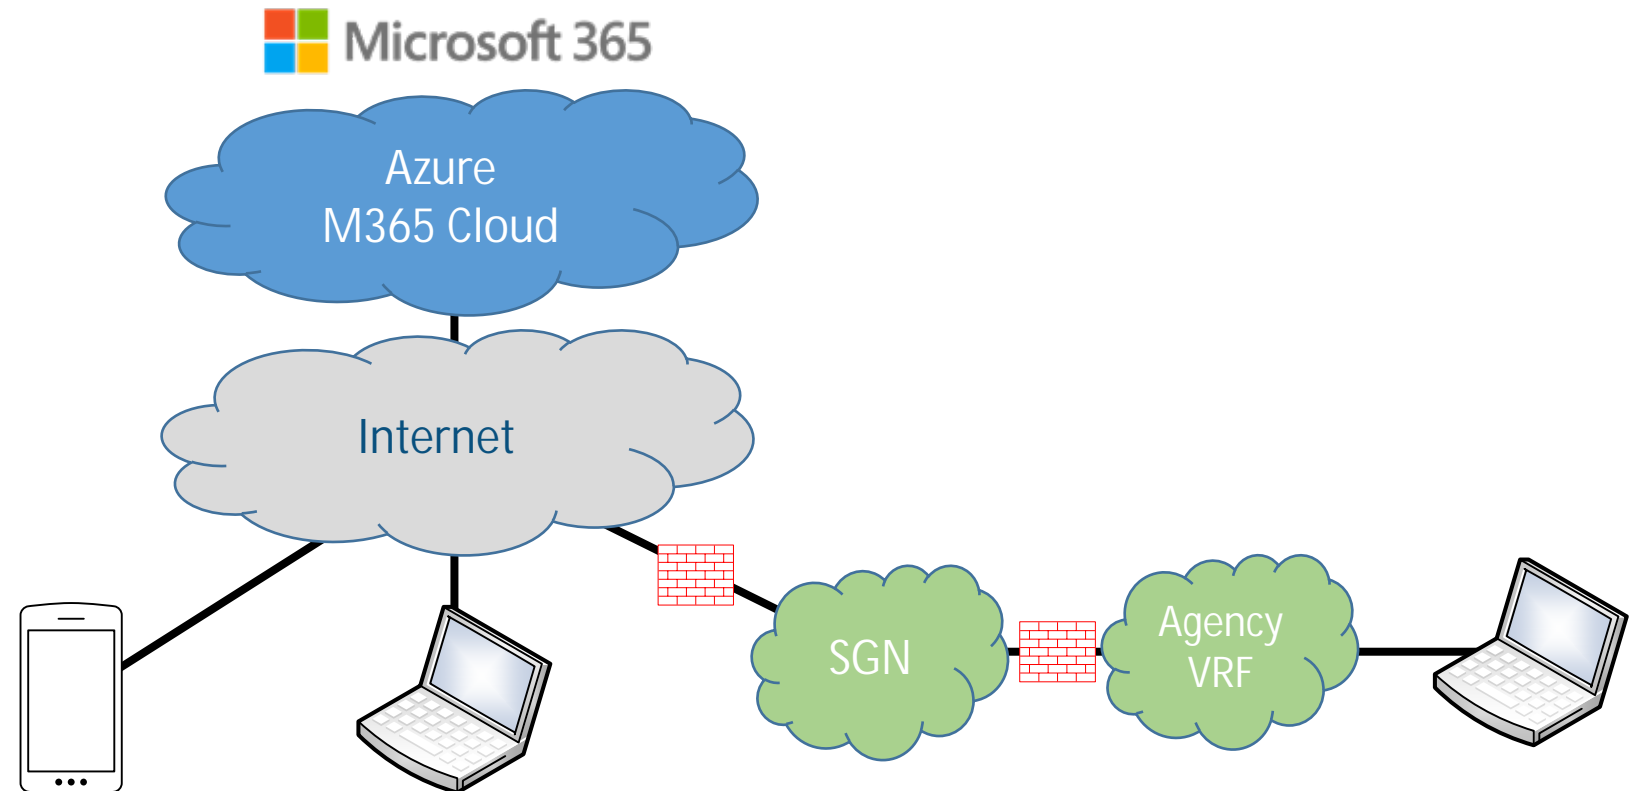 Microsoft 365
Azure
M365 Cloud
Internet
SGN
Agency
VRF